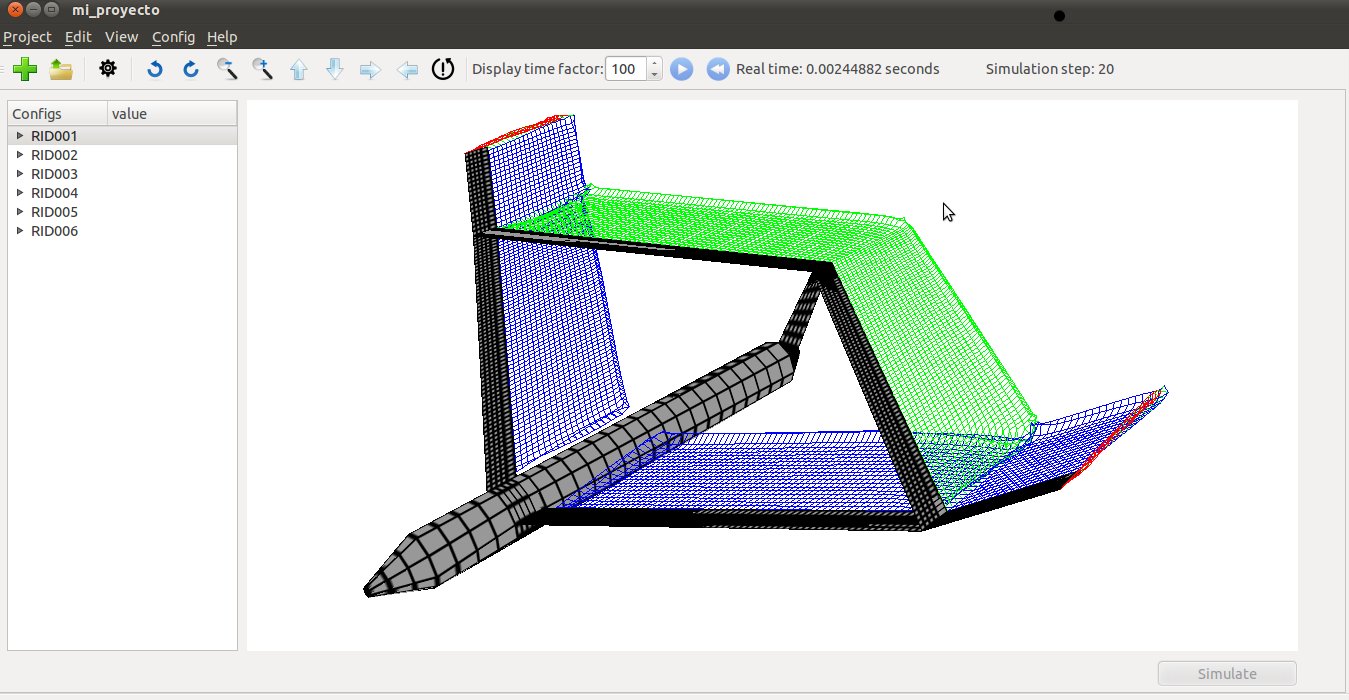 mi_proyecto
Project Edit View Config Help
Display time factor: 100 Real time: 0.00244882 seconds Simulation step: 20
Configs value
RID001
RID002
RID003
RID004
RID005
RID006
Simulate